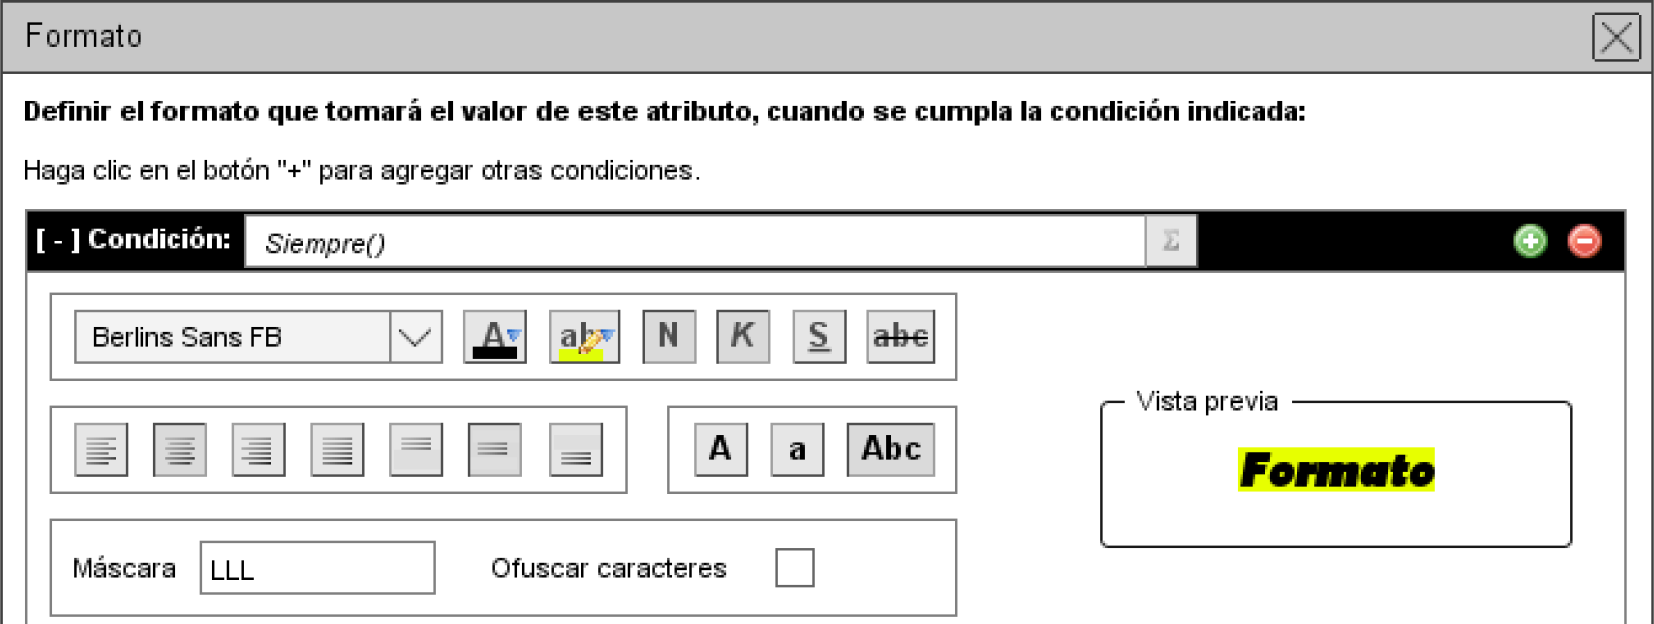 Formato
Definir el formato que tomará el valor de este atributo, cuando se cumpla la condición indicada:
Haga clic en el botón "+" para agregar otras condiciones.
[ - ] Condición: Siempre() Σ
Berlins Sans FB A ab N K S abc
A a Abc
Vista previa
Formato
Máscara LLL Ofuscar caracteres